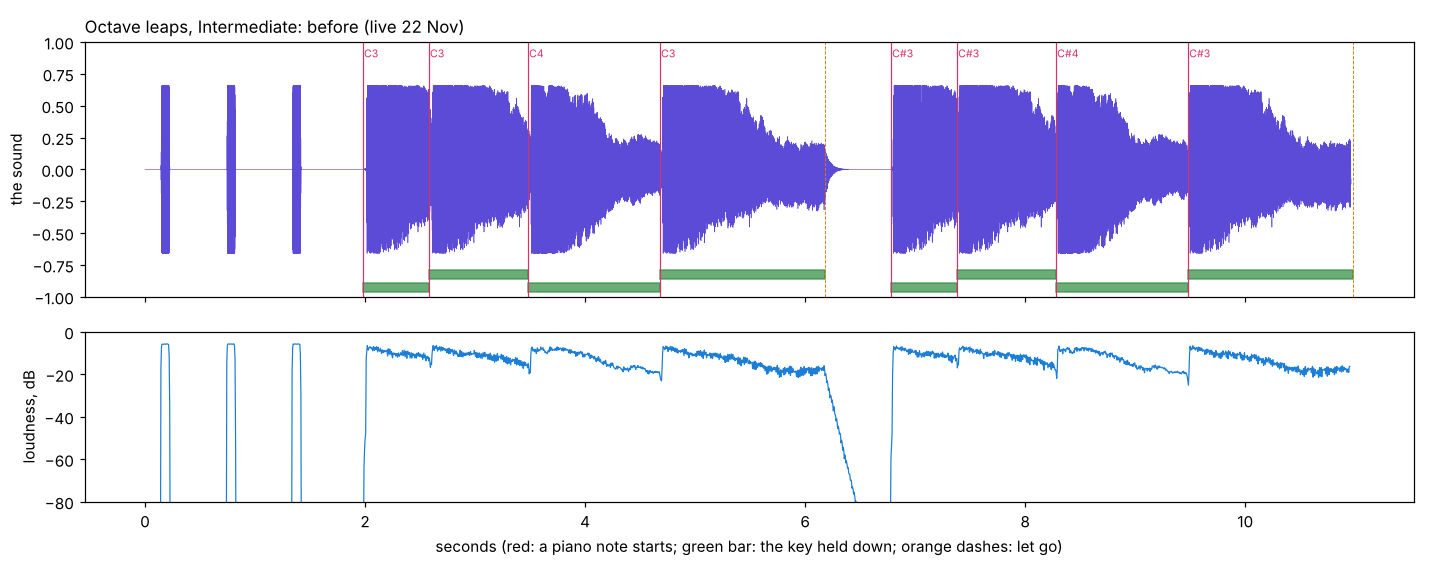 Octave leaps, Intermediate: before (live 22 Nov)
1.00
0.75
0.50
0.25
0.00
−0.25
−0.50
−0.75
−1.00
the sound
C3 C3 C4 C3 C#3 C#3 C#4 C#3
0
−20
−40
−60
−80
loudness, dB
0 2 4 6 8 10
seconds (red: a piano note starts; green bar: the key held down; orange dashes: let go)